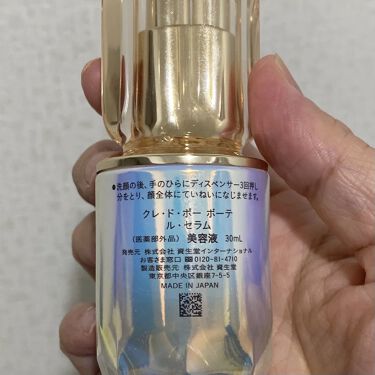 ●洗顔の後、手のひらにディスペンサー3回押し
分をとり、顔全体にていねいになじませます。
クレ・ド・ポー ボーテ
ル・セラム
(医薬部外品) 美容液 30mL
発売元 株式会社 資生堂インターナショナル
お客さま窓口 0120-81-4710
製造販売元 株式会社 資生堂
東京都中央区銀座7-5-5
MADE IN JAPAN